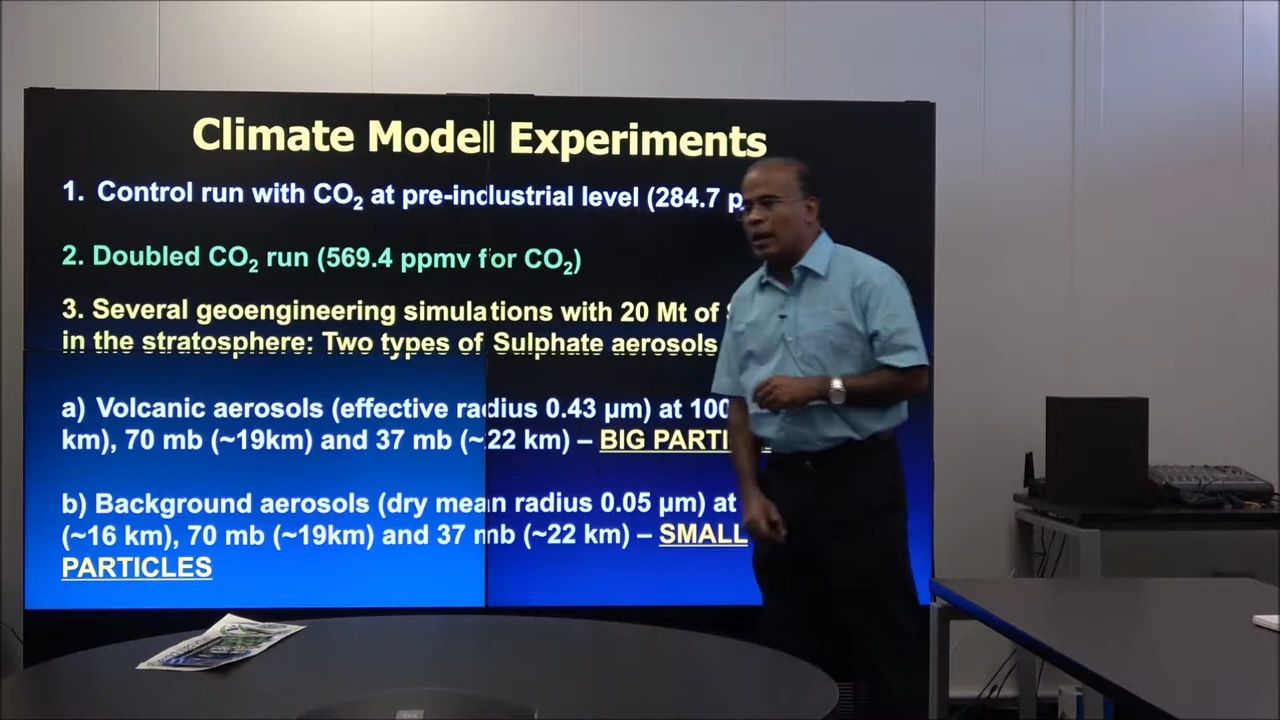 Climate Model Experiments
1. Control run with CO₂ at pre-industrial level (284.7
2. Doubled CO₂ run (569.4 ppmv for CO₂)
3. Several geoengineering simulations with 20 Mt of
in the stratosphere: Two types of Sulphate aerosols
a) Volcanic aerosols (effective radius 0.43 µm) at 100
km), 70 mb (~19km) and 37 mb (~22 km) – BIG
b) Background aerosols (dry mean radius 0.05 µm) at
(~16 km), 70 mb (~19km) and 37 mb (~22 km) – SMALL
PARTICLES